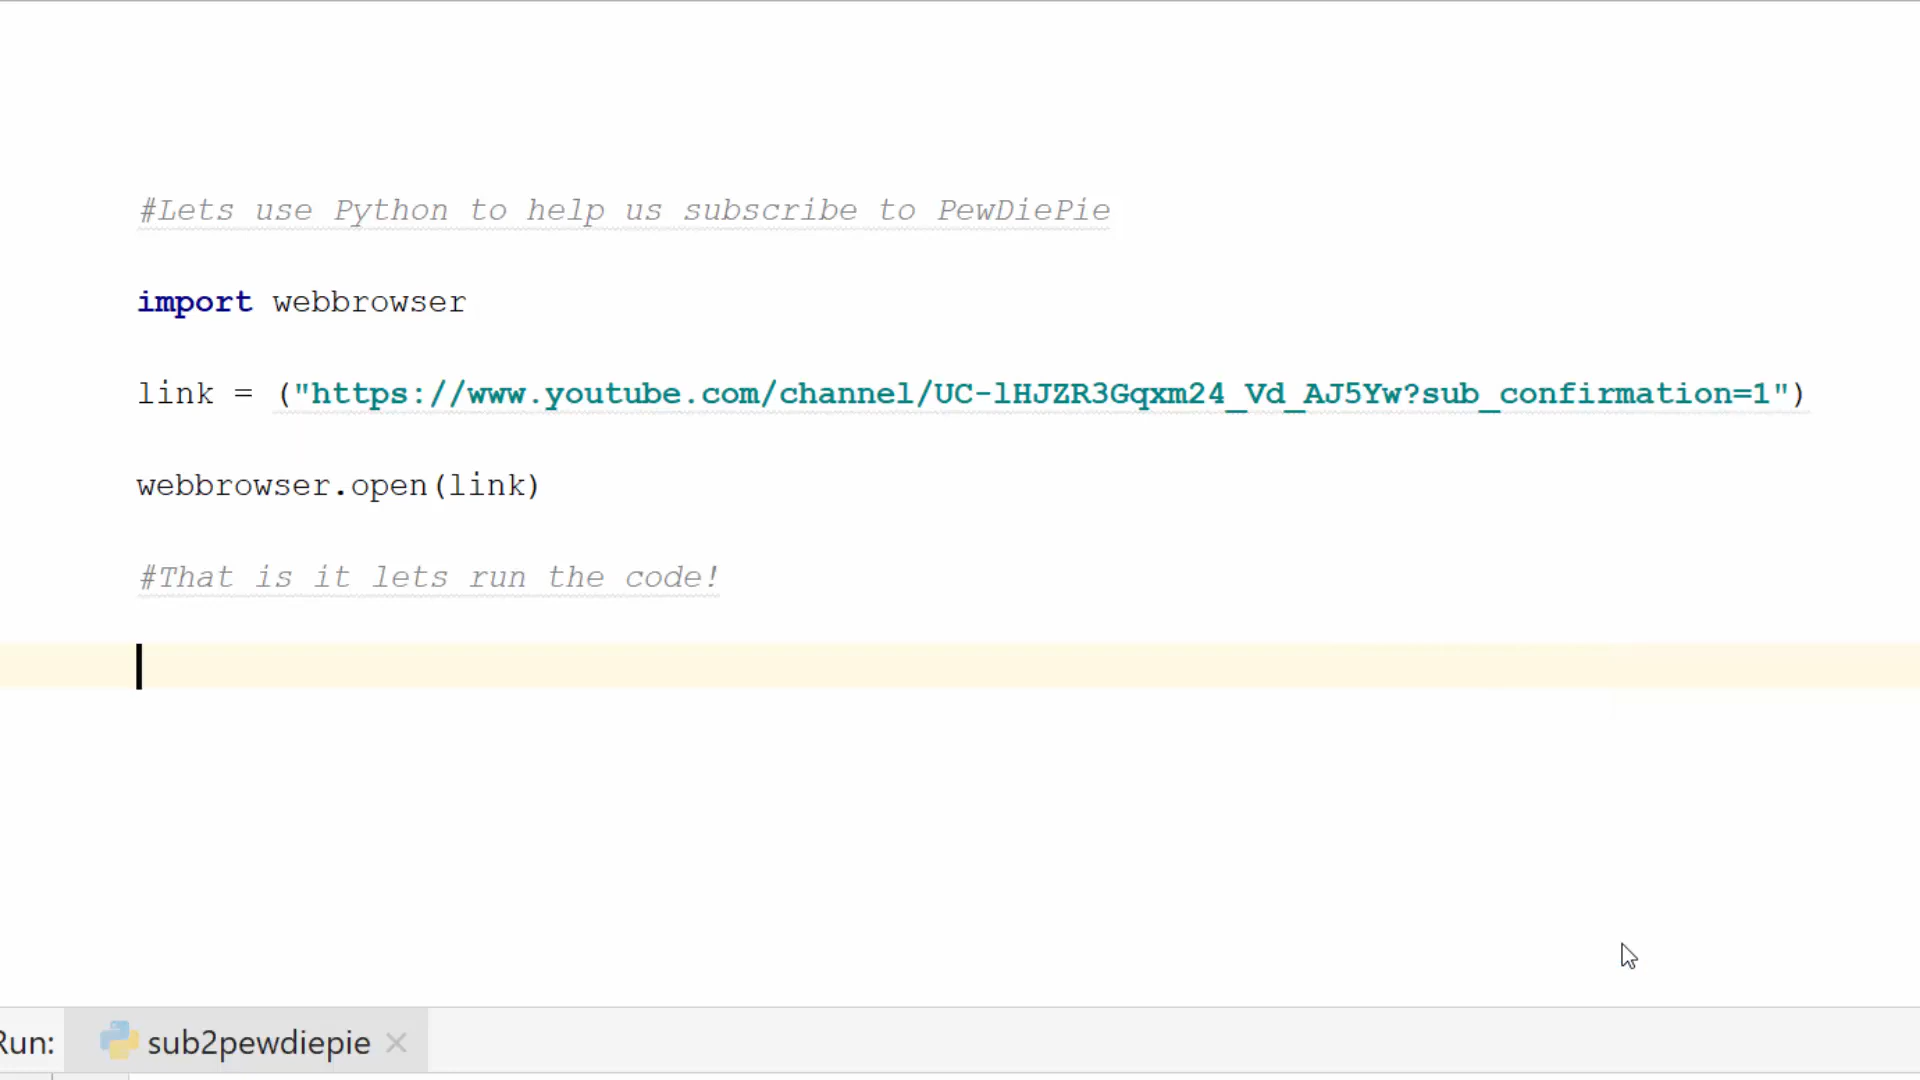 #Lets use Python to help us subscribe to PewDiePie
import webbrowser
link = ("https://www.youtube.com/channel/UC-lHJZR3Gqxm24_Vd_AJ5Yw?sub_confirmation=1")
webbrowser.open(link)
#That is it lets run the code!
Run: sub2pewdiepie